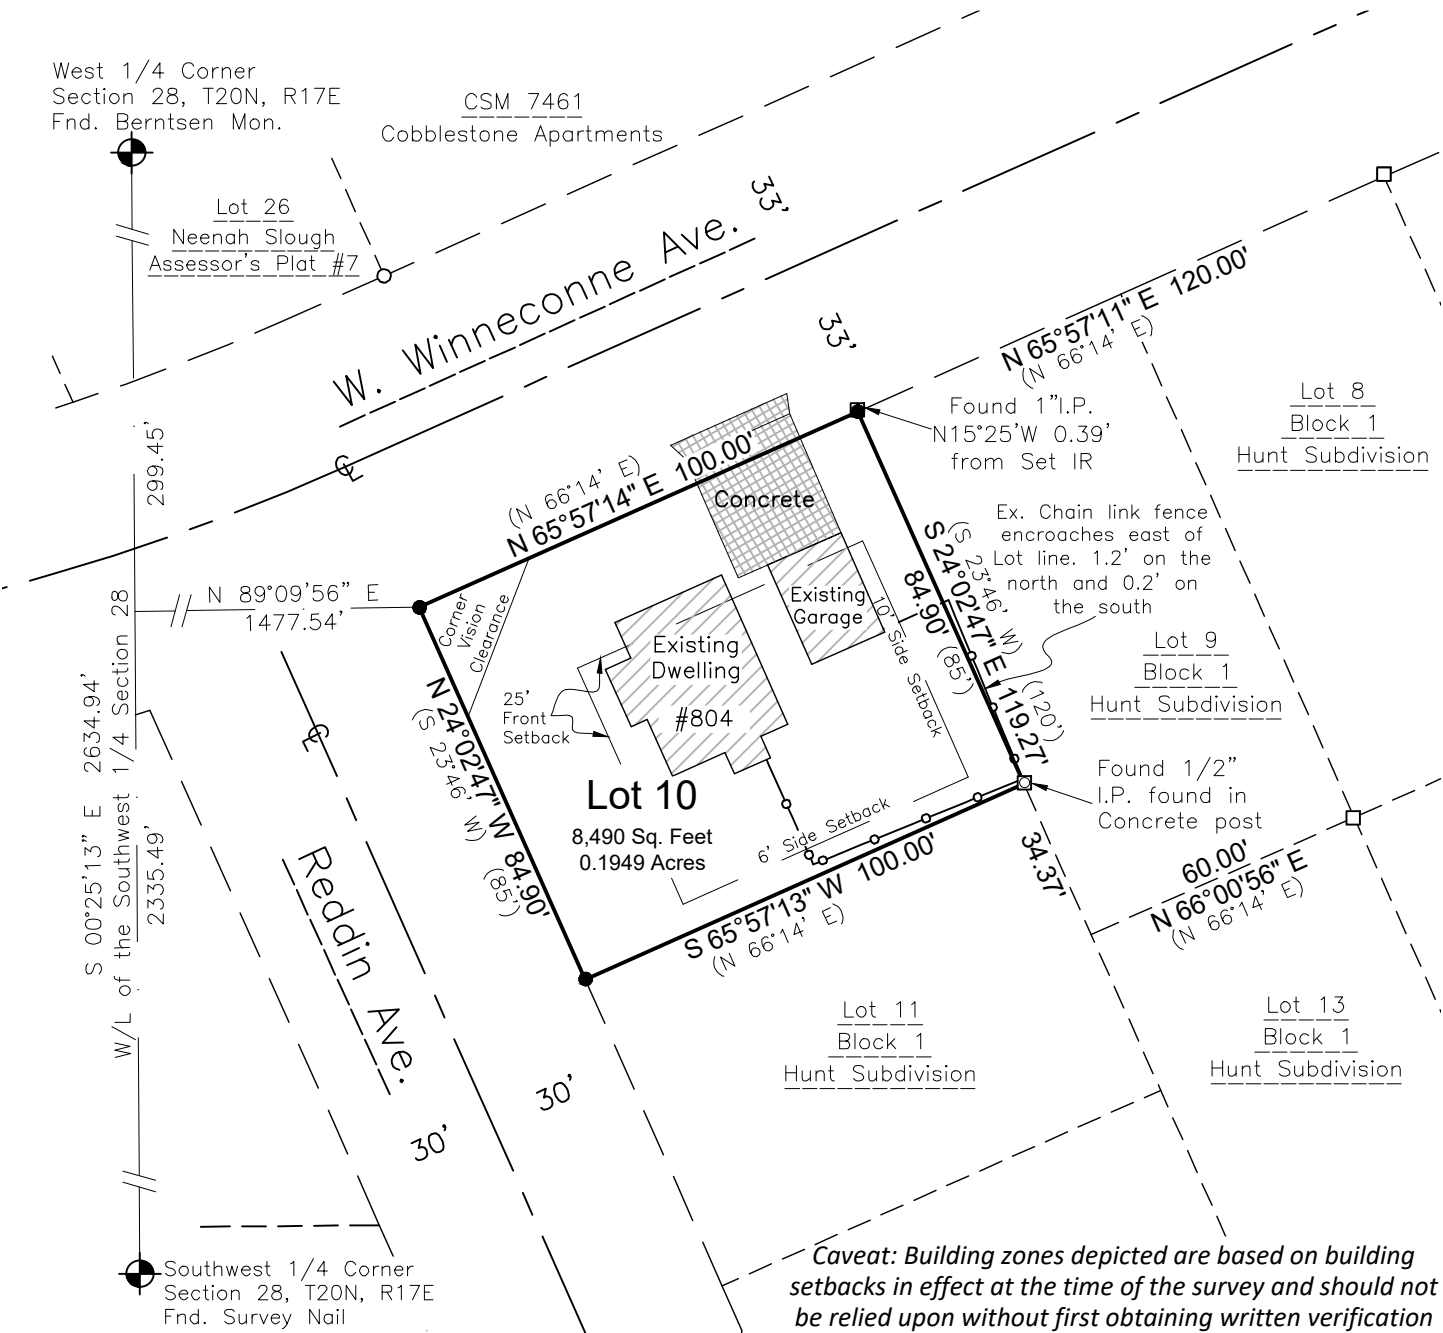 West 1/4 Corner
Section 28, T20N, R17E
Fnd. Berntsen Mon.
CSM 7461
Cobblestone Apartments
Lot 26
Neenah Slough
Assessor's Plat #7
W. Winneconne Ave.
33'
33'
℄
N 65°57'11" E 120.00'
(N 66°14' E)
Lot 8
Block 1
Hunt Subdivision
Found 1"I.P.
N15°25'W 0.39'
from Set IR
299.45'
(N 66°14' E)
N 65°57'14" E 100.00'
Concrete
Ex. Chain link fence
encroaches east of
Lot line. 1.2' on the
north and 0.2' on
the south
N 89°09'56" E
1477.54'
Corner
Vision
Clearance
Existing
Garage
Existing
Dwelling
#804
10' Side Setback
S 24°02'47" E 119.27'
(S 23°46' W)
(120')
84.90'
(85')
Lot 9
Block 1
Hunt Subdivision
25'
Front
Setback
N 24°02'47" W 84.90'
(S 23°46' W)
(85')
S 00°25'13" E 2634.94'
W/L of the Southwest 1/4 Section 28
2335.49'
℄
Lot 10
8,490 Sq. Feet
0.1949 Acres
6' Side Setback
Found 1/2"
I.P. found in
Concrete post
34.37'
60.00'
N 66°00'56" E
(N 66°14' E)
S 65°57'13" W 100.00'
(N 66°14' E)
Reddin Ave.
30'
30'
Lot 11
Block 1
Hunt Subdivision
Lot 13
Block 1
Hunt Subdivision
Southwest 1/4 Corner
Section 28, T20N, R17E
Fnd. Survey Nail
Caveat: Building zones depicted are based on building
setbacks in effect at the time of the survey and should not
be relied upon without first obtaining written verification